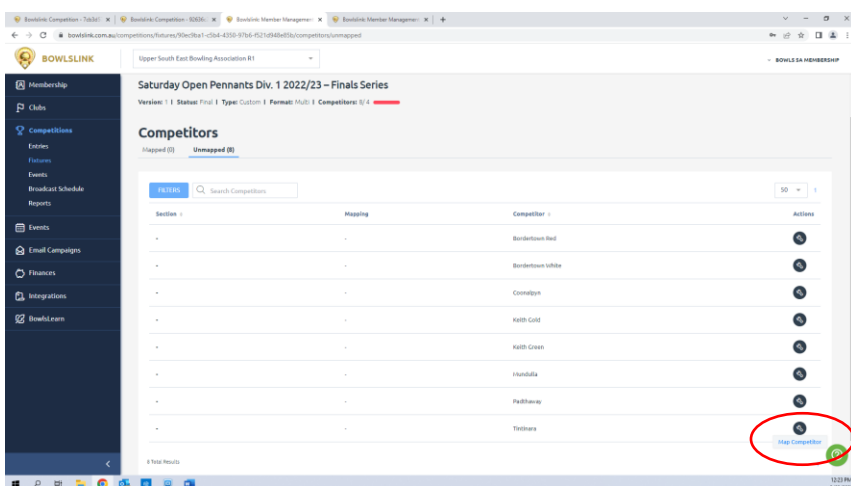 Bowlslink Competition - 
Bowlslink Competition - 
Bowlslink Member Management
Bowlslink Member Management
bowlslink.com.au/competitions/fixtures/
BOWLSLINK
Upper South East Bowling Association R1
BOWLS SA MEMBERSHIP
Membership
Clubs
Competitions
Entries
Fixtures
Events
Broadcast Schedule
Reports
Events
Email Campaigns
Finances
Integrations
BowlsLearn
Saturday Open Pennants Div. 1 2022/23 – Finals Series
Version: 1 | Status: Final | Type: Custom | Format: Multi | Competitors: 8/ 4
Competitors
Mapped (0) Unmapped (8)
FILTERS Search Competitors 50
Section Mapping Competitor Actions
- - Bordertown Red
- - Bordertown White
- - Coonalpyn
- - Keith Gold
- - Keith Green
- - Mundulla
- - Padthaway
- - Tintinara
Map Competitor
8 Total Results
12:23 PM